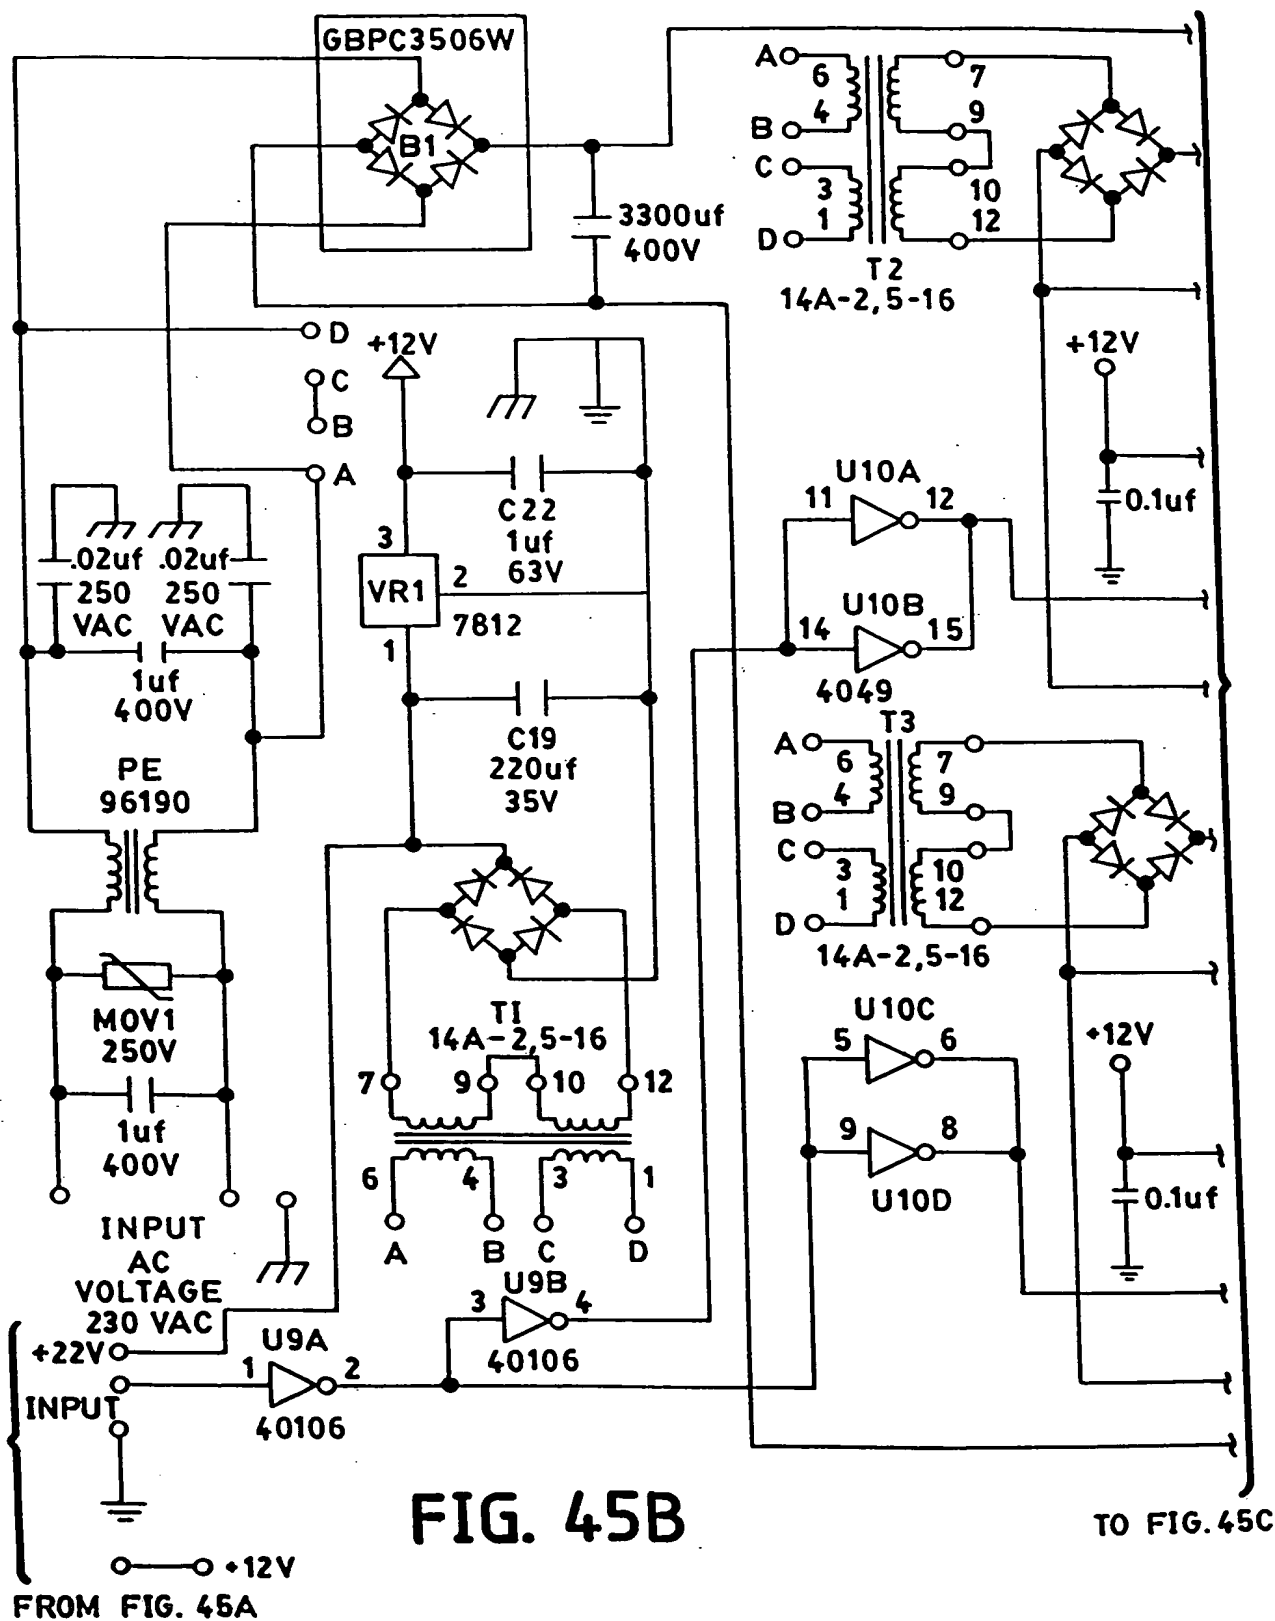 GBPC3506W
B1
3300uf
400V
A
6
4
B
C
3
1
D
7
9
10
12
T2
14A-2,5-16
D
C
B
A
+12V
+12V
0.1uf
C22
1uf
63V
3
VR1
2
7812
1
C19
220uf
35V
.02uf
250
VAC
.02uf
250
VAC
1uf
400V
PE
96190
MOV1
250V
1uf
400V
INPUT
AC
VOLTAGE
230 VAC
U10A
11
12
U10B
14
15
4049
T3
A
6
4
B
C
3
1
D
7
9
10
12
14A-2,5-16
TI
14A-2,5-16
7
9
10
12
6
4
3
1
A
B
C
D
U10C
5
6
9
8
U10D
+12V
0.1uf
U9B
3
4
40106
U9A
1
2
40106
+22V
INPUT
+12V
FROM FIG. 45A
FIG. 45B
TO FIG. 45C